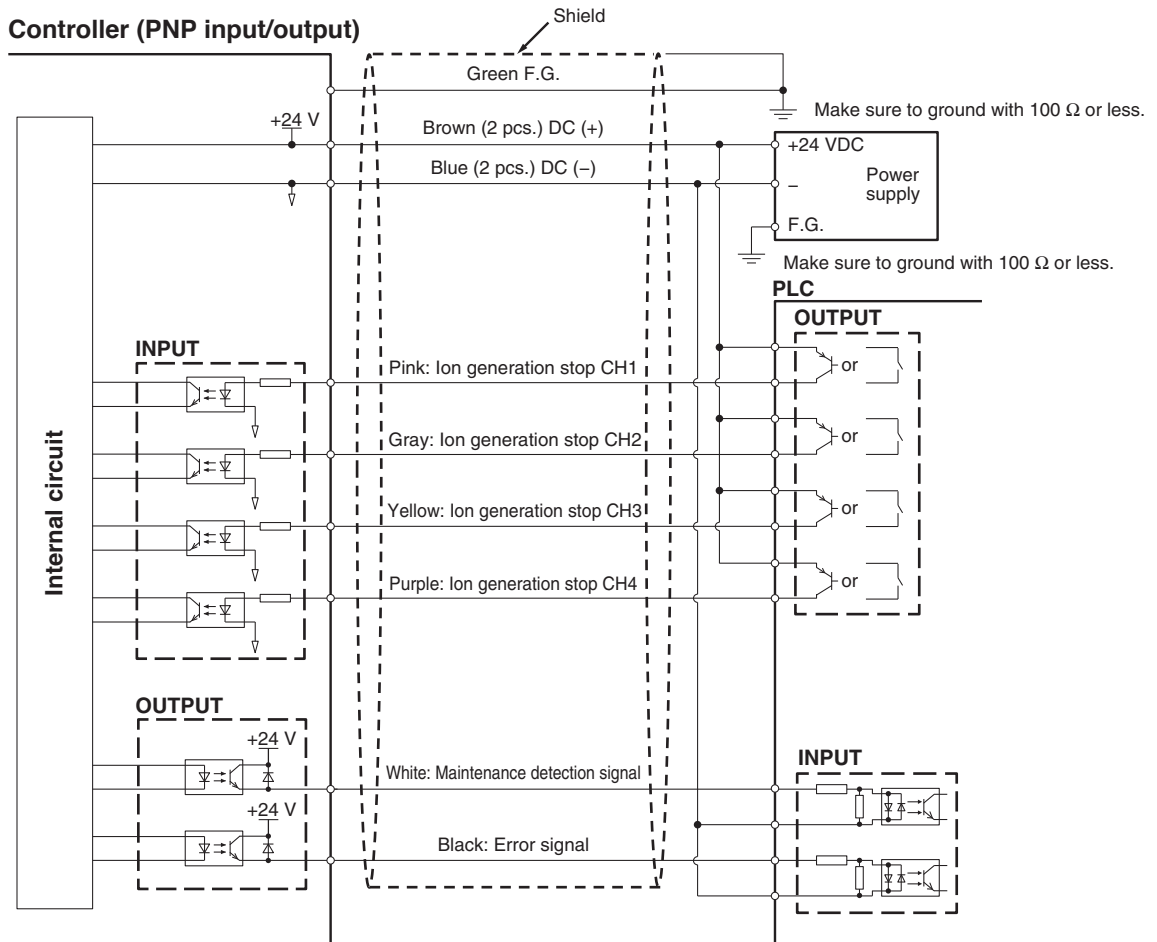 Shield
Controller (PNP input/output)
Green F.G.
Make sure to ground with 100 Ω or less.
+24 V
Brown (2 pcs.) DC (+)
+24 VDC
Blue (2 pcs.) DC (−)
−
Power
supply
F.G.
Make sure to ground with 100 Ω or less.
PLC
OUTPUT
INPUT
Pink: Ion generation stop CH1
or
Gray: Ion generation stop CH2
or
Yellow: Ion generation stop CH3
or
Purple: Ion generation stop CH4
or
Internal circuit
OUTPUT
+24 V
INPUT
White: Maintenance detection signal
+24 V
Black: Error signal